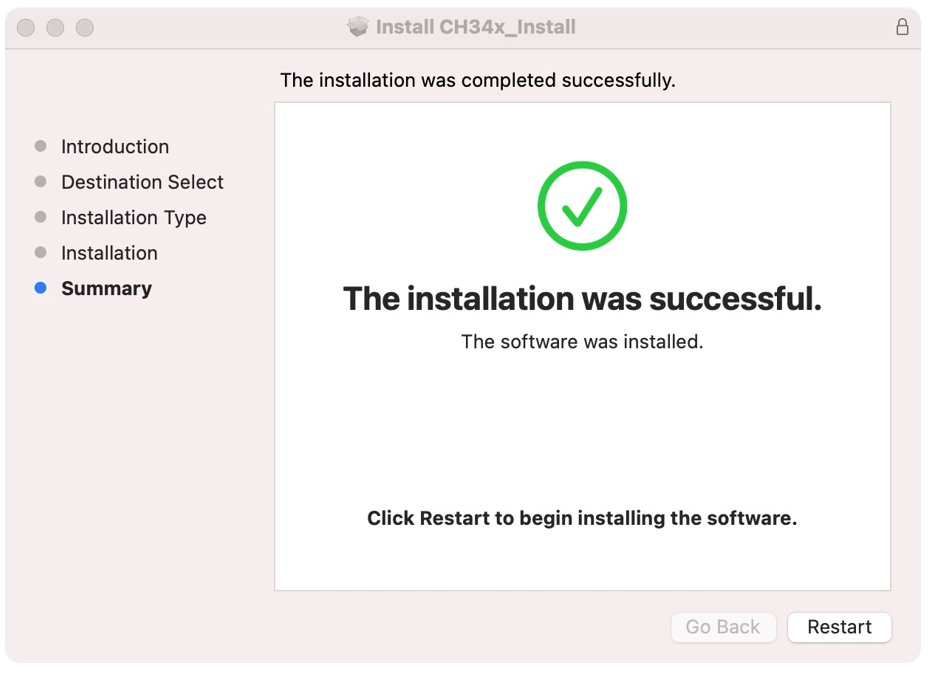 Install CH34x_Install
The installation was completed successfully.
Introduction
Destination Select
Installation Type
Installation
Summary
The installation was successful.
The software was installed.
Click Restart to begin installing the software.
Go Back
Restart